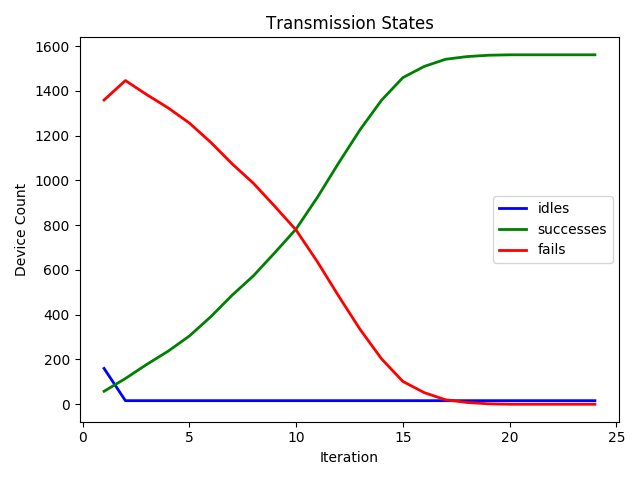 Transmission States
1600
1400
1200
1000
800
600
400
200
0
Device Count
idles
successes
fails
0 5 10 15 20 25
Iteration